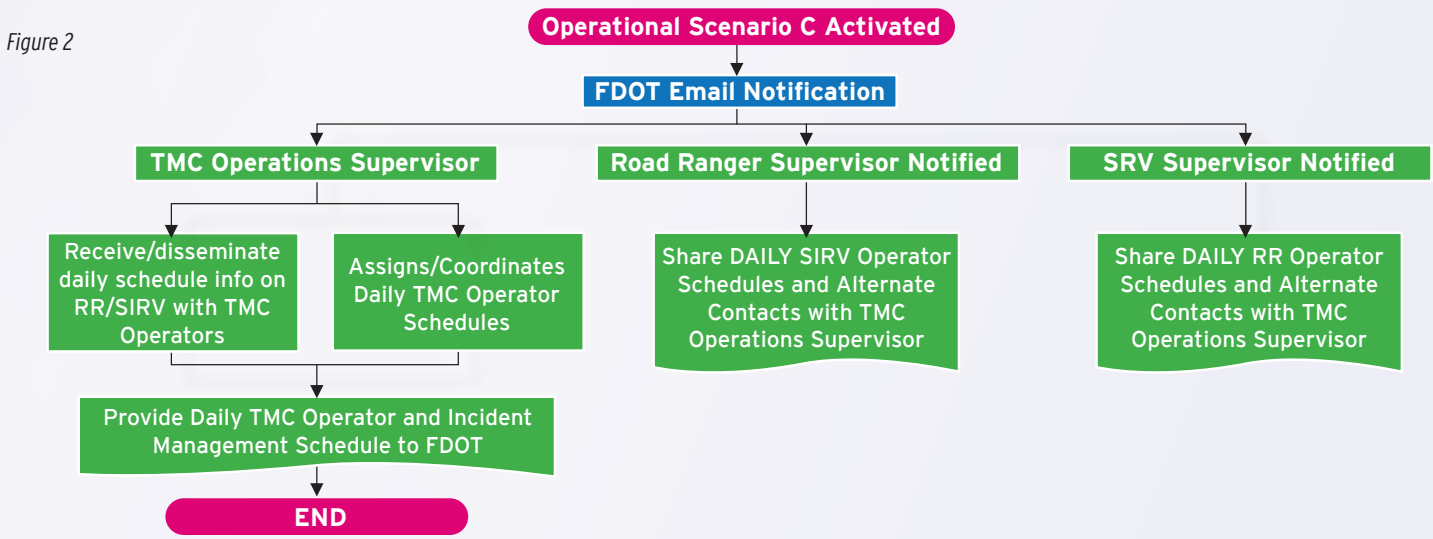 Figure 2
Operational Scenario C Activated
FDOT Email Notification
TMC Operations Supervisor
Road Ranger Supervisor Notified
SRV Supervisor Notified
Receive/disseminate
daily schedule info on
RR/SIRV with TMC
Operators
Assigns/Coordinates
Daily TMC Operator
Schedules
Share DAILY SIRV Operator
Schedules and Alternate
Contacts with TMC
Operations Supervisor
Share DAILY RR Operator
Schedules and Alternate
Contacts with TMC
Operations Supervisor
Provide Daily TMC Operator and Incident
Management Schedule to FDOT
END